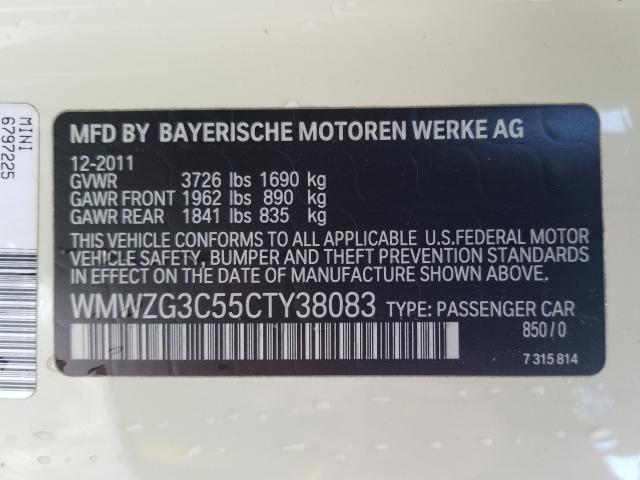 MFD BY BAYERISCHE MOTOREN WERKE AG
12-2011
GVWR 3726 lbs 1690 kg
GAWR FRONT 1962 lbs 890 kg
GAWR REAR 1841 lbs 835 kg
THIS VEHICLE CONFORMS TO ALL APPLICABLE U.S.FEDERAL MOTOR
VEHICLE SAFETY, BUMPER AND THEFT PREVENTION STANDARDS
IN EFFECT ON THE DATE OF MANUFACTURE SHOWN ABOVE.
WMWZG3C55CTY38083 TYPE: PASSENGER CAR
850/0
7 315 814
MINI
6797225